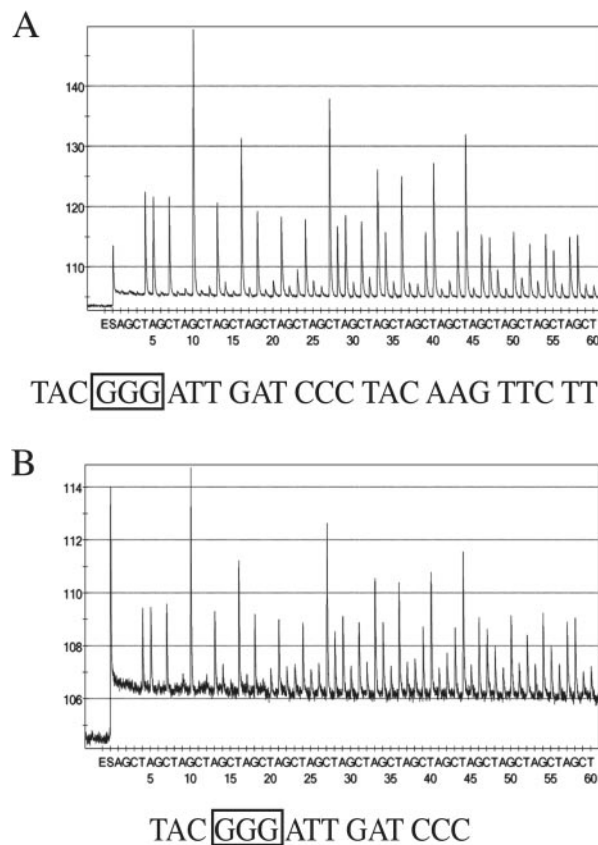 A
140
130
120
110
ESAGCTAGCTAGCTAGCTAGCTAGCTAGCTAGCTAGCTAGCTAGCTAGCTAGCTAGCTAGCT
5 10 15 20 25 30 35 40 45 50 55 60
TAC GGG ATT GAT CCC TAC AAG TTC TT
B
114
112
110
108
106
ESAGCTAGCTAGCTAGCTAGCTAGCTAGCTAGCTAGCTAGCTAGCTAGCTAGCTAGCTAGCT
5 10 15 20 25 30 35 40 45 50 55 60
TAC GGG ATT GAT CCC